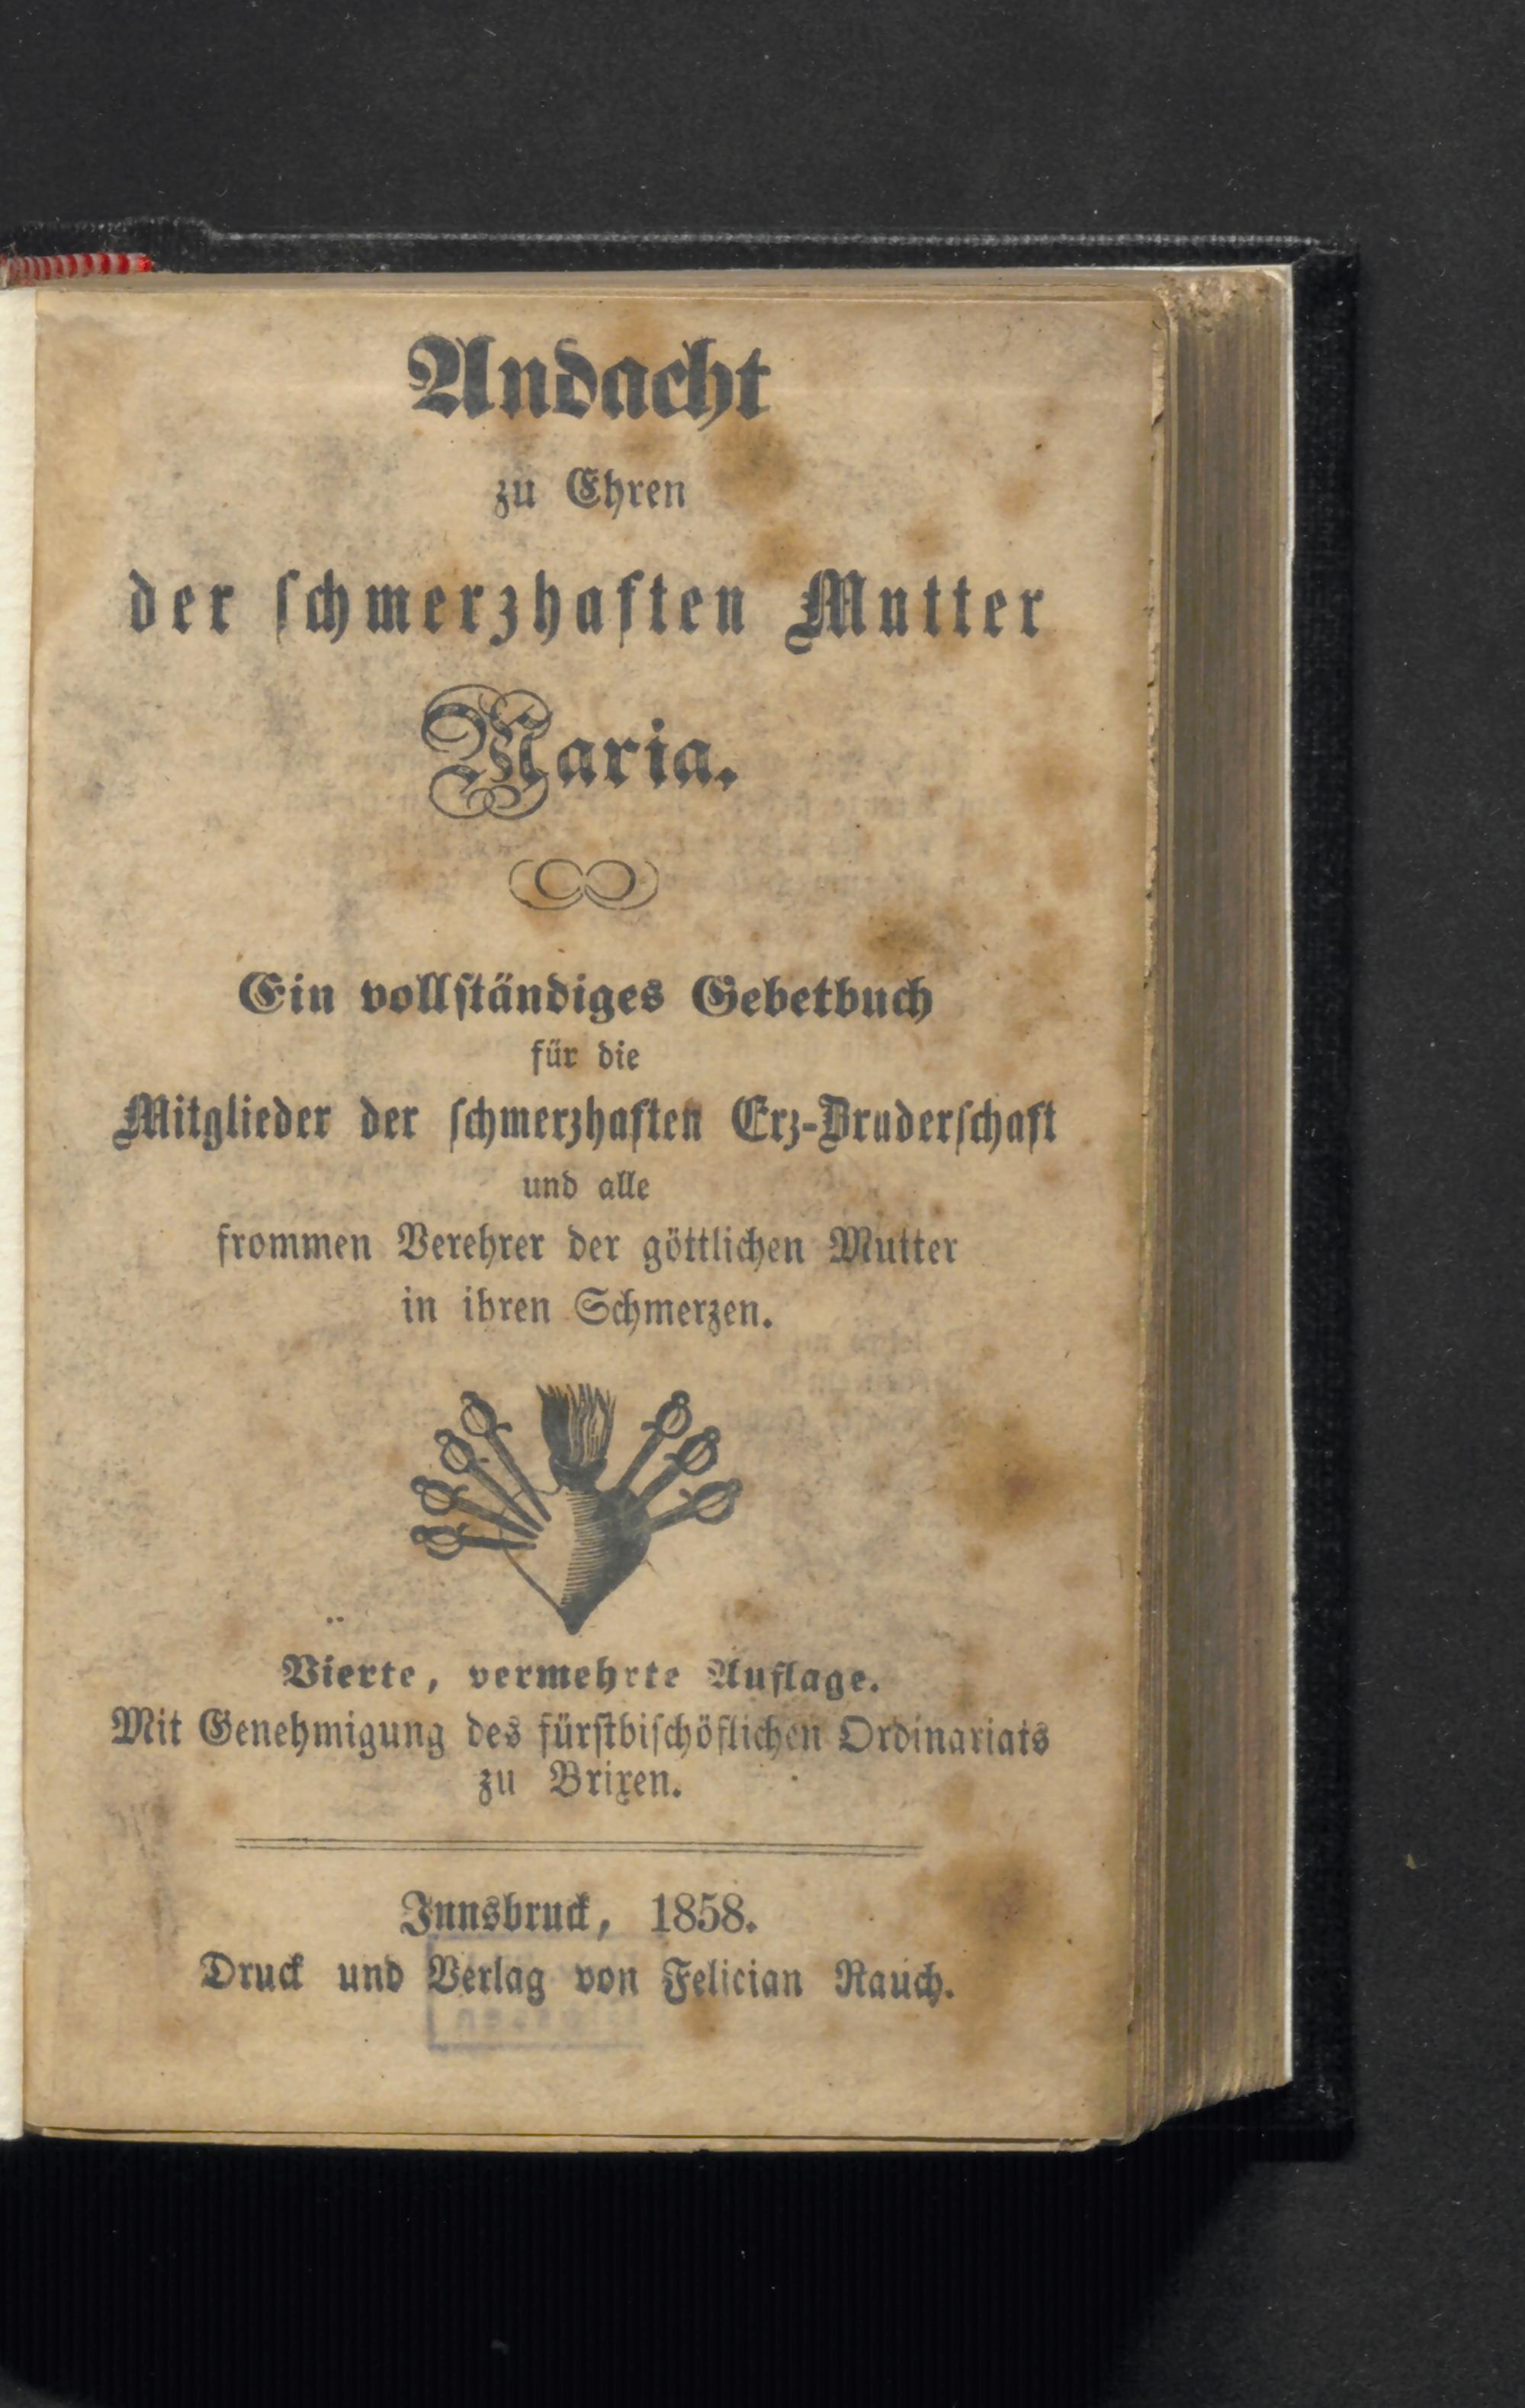 Andacht
zu Ehren
der ſchmerzhaften Mutter
Maria.
Ein vollſtändiges Gebetbuch
für die
Mitglieder der ſchmerzhaften Erz-Bruderſchaft
und alle
frommen Verehrer der göttlichen Mutter
in ihren Schmerzen.
Vierte, vermehrte Auflage.
Mit Genehmigung des fürſtbiſchöflichen Ordinariats
zu Brixen.
Innsbruck, 1858.
Druck und Verlag von Felician Rauch.